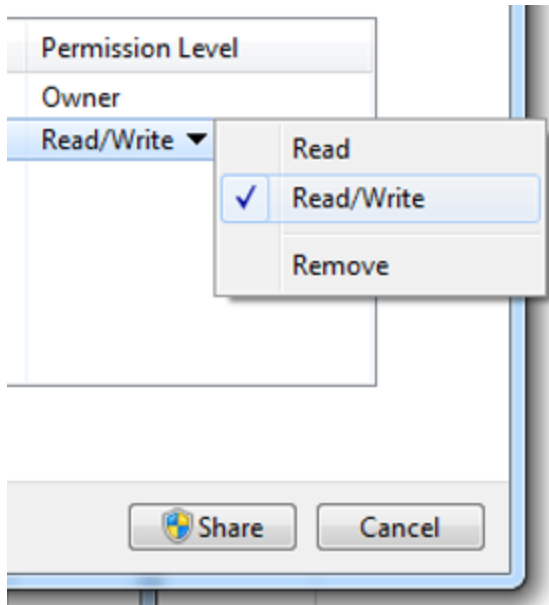 Permission Level
Owner
Read/Write
Read
Read/Write
Remove
Share
Cancel